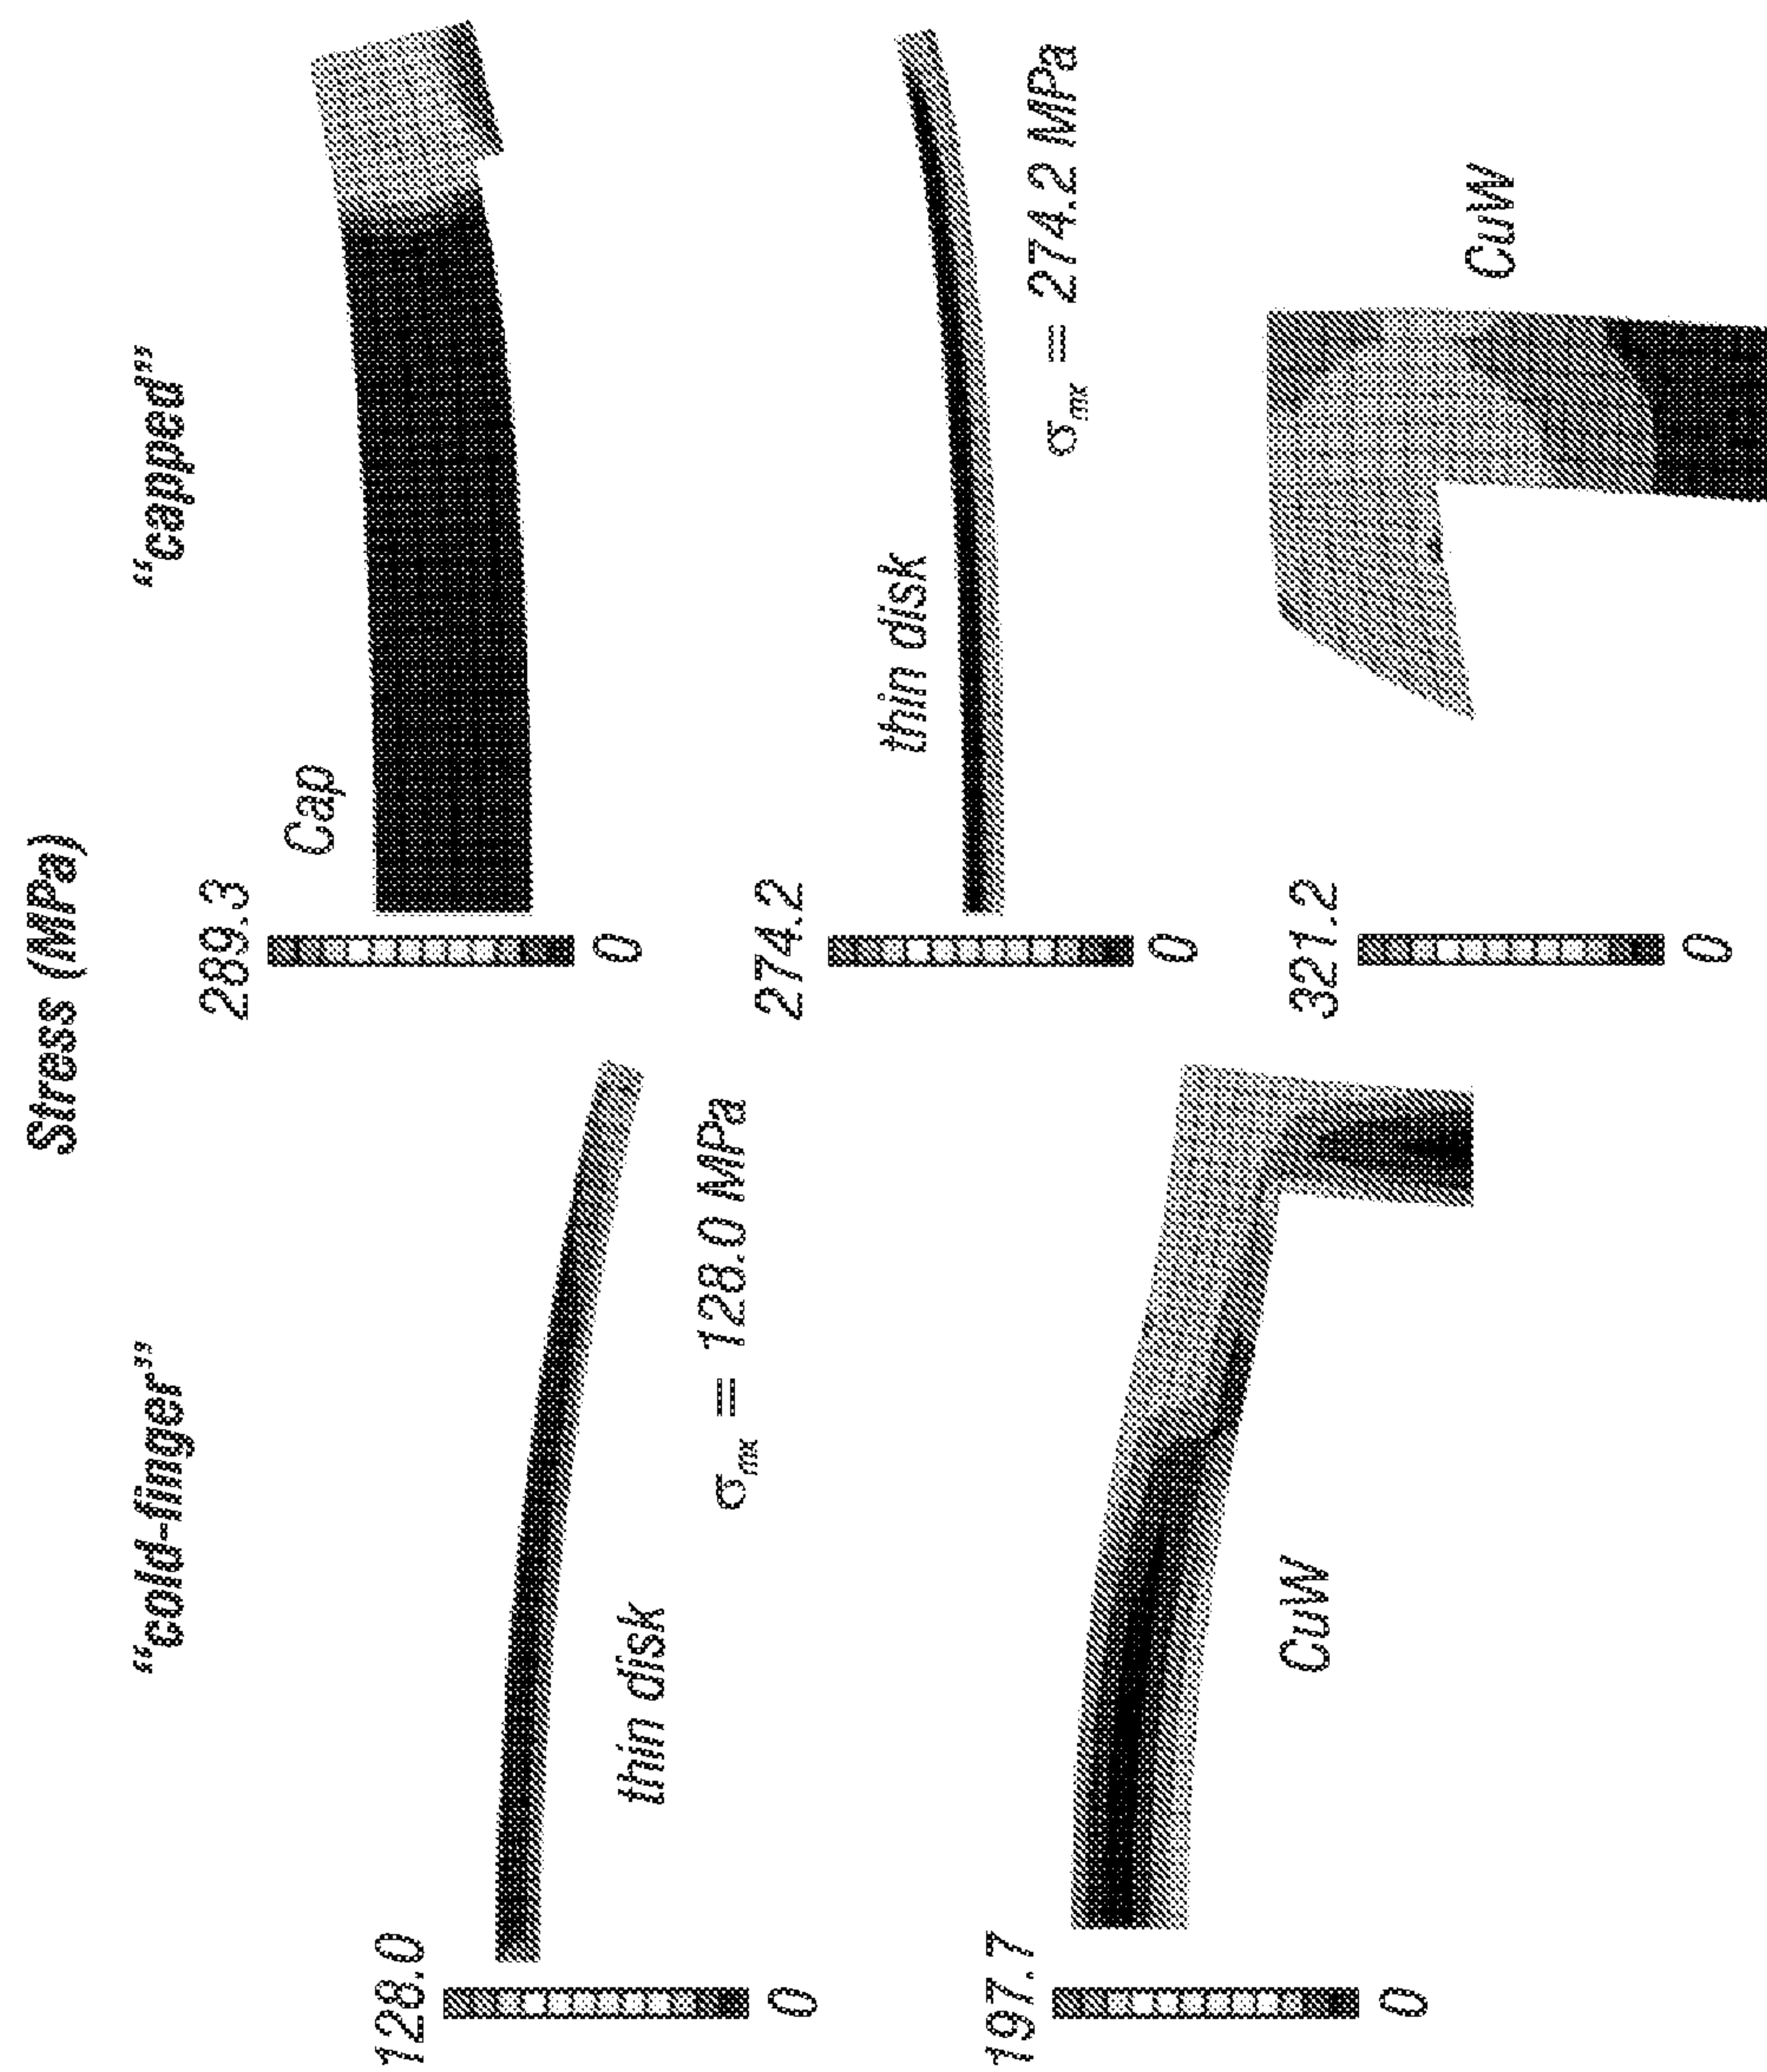 Stress (MPa)
"cold-finger"
128.0
0
thin disk
σmx = 128.0 MPa
197.7
0
CuW
"capped"
289.3
0
Cap
274.2
0
thin disk
σmx = 274.2 MPa
321.2
0
CuW